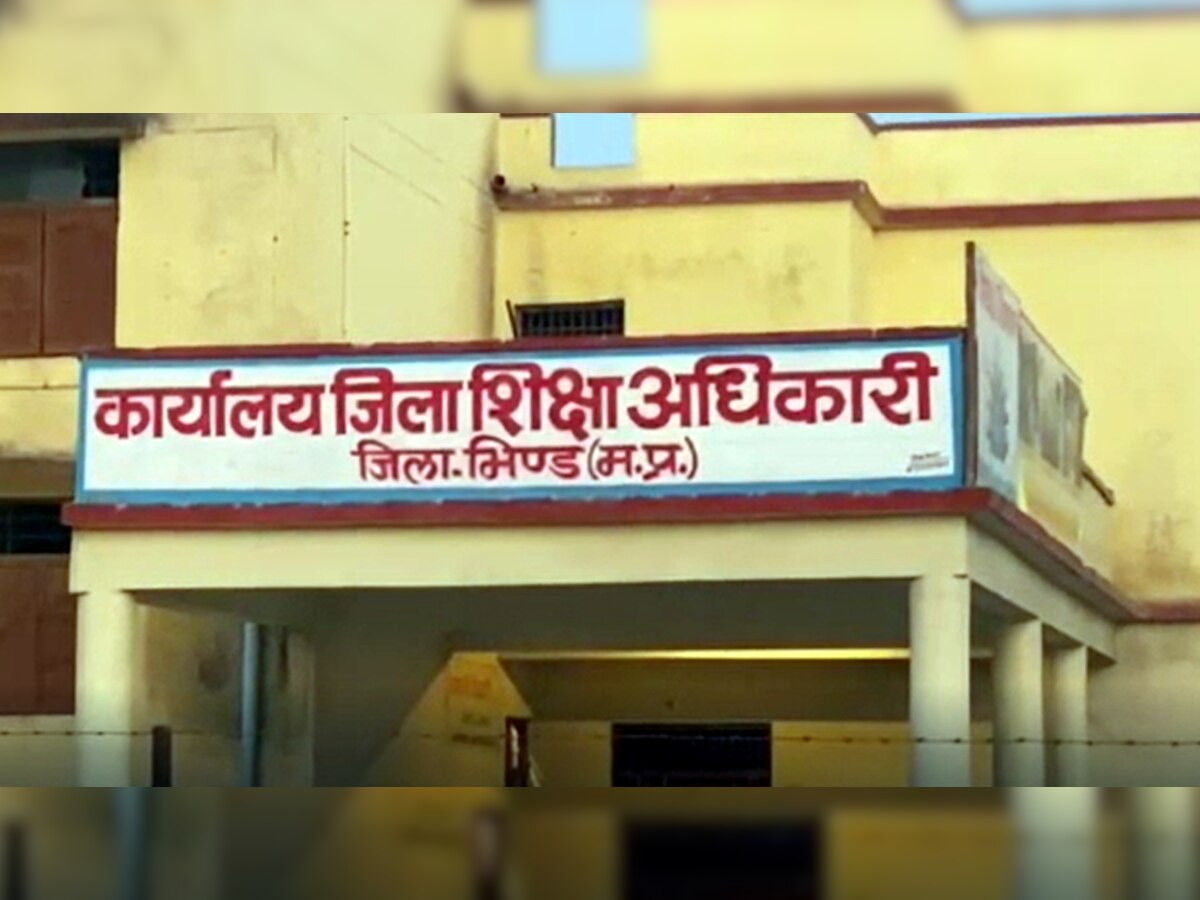 कार्यालय जिला शिक्षा अधिकारी
जिला-भिण्ड (म.प्र.)